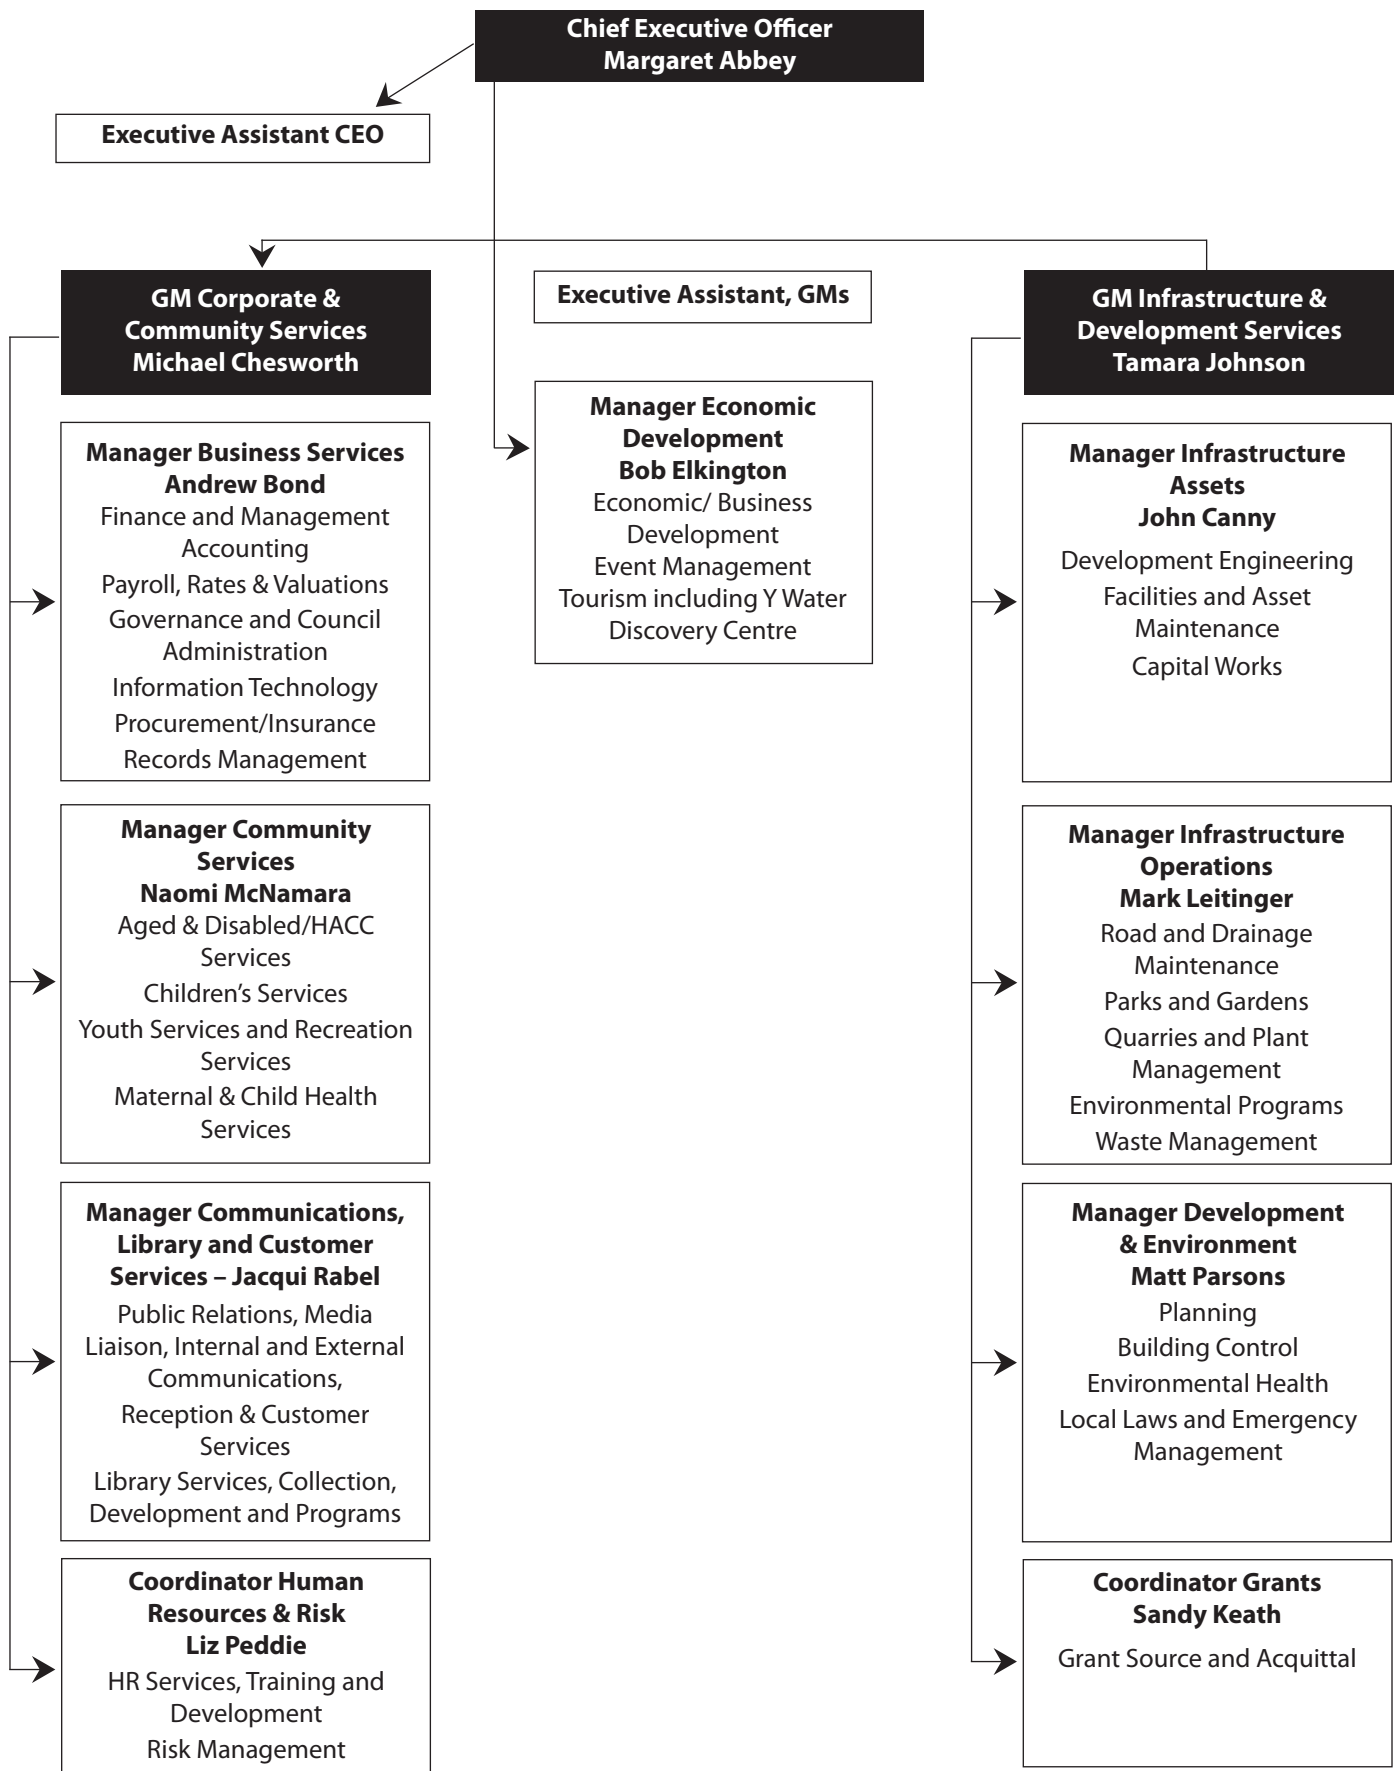 Chief Executive Officer
Margaret Abbey
Executive Assistant CEO
GM Corporate &
Community Services
Michael Chesworth
Manager Business Services
Andrew Bond
Finance and Management
Accounting
Payroll, Rates & Valuations
Governance and Council
Administration
Information Technology
Procurement/Insurance
Records Management
Manager Community
Services
Naomi McNamara
Aged & Disabled/HACC
Services
Children’s Services
Youth Services and Recreation
Services
Maternal & Child Health
Services
Manager Communications,
Library and Customer
Services – Jacqui Rabel
Public Relations, Media
Liaison, Internal and External
Communications,
Reception & Customer
Services
Library Services, Collection,
Development and Programs
Coordinator Human
Resources & Risk
Liz Peddie
HR Services, Training and
Development
Risk Management
Executive Assistant, GMs
Manager Economic
Development
Bob Elkington
Economic/ Business
Development
Event Management
Tourism including Y Water
Discovery Centre
GM Infrastructure &
Development Services
Tamara Johnson
Manager Infrastructure
Assets
John Canny
Development Engineering
Facilities and Asset
Maintenance
Capital Works
Manager Infrastructure
Operations
Mark Leitinger
Road and Drainage
Maintenance
Parks and Gardens
Quarries and Plant
Management
Environmental Programs
Waste Management
Manager Development
& Environment
Matt Parsons
Planning
Building Control
Environmental Health
Local Laws and Emergency
Management
Coordinator Grants
Sandy Keath
Grant Source and Acquittal